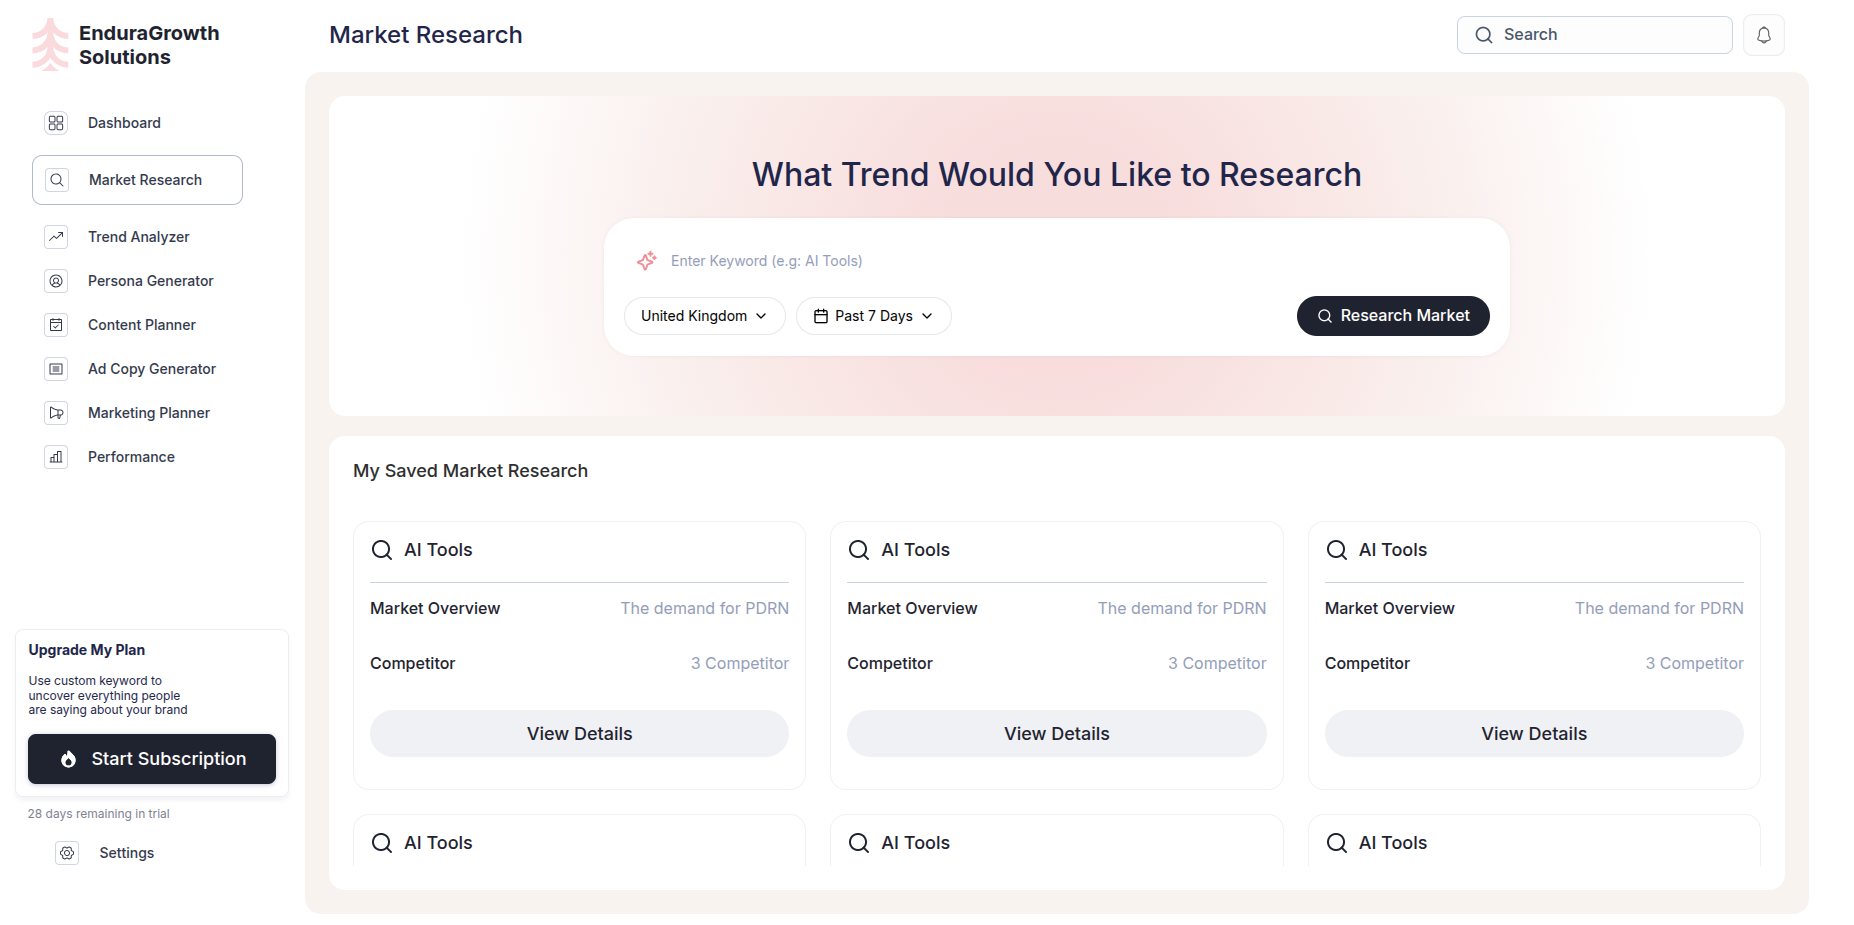 EnduraGrowth
Solutions
Dashboard
Market Research
Trend Analyzer
Persona Generator
Content Planner
Ad Copy Generator
Marketing Planner
Performance
Upgrade My Plan
Use custom keyword to
uncover everything people
are saying about your brand
Start Subscription
28 days remaining in trial
Settings
Market Research
Search
What Trend Would You Like to Research
Enter Keyword (e.g: AI Tools)
United Kingdom
Past 7 Days
Research Market
My Saved Market Research
AI Tools
Market Overview The demand for PDRN
Competitor 3 Competitor
View Details
AI Tools
Market Overview The demand for PDRN
Competitor 3 Competitor
View Details
AI Tools
Market Overview The demand for PDRN
Competitor 3 Competitor
View Details
AI Tools
AI Tools
AI Tools